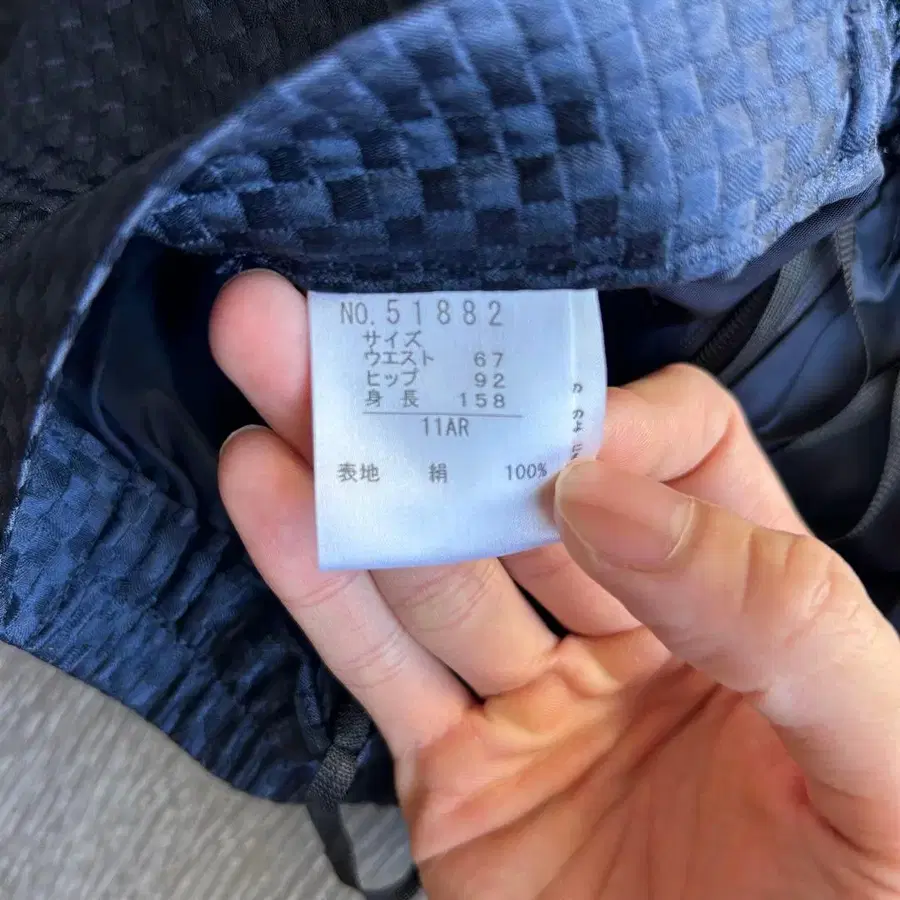 NO.51882
サイズ
ウエスト 67
ヒップ 92
身長 158
11AR
表地 絹 100%